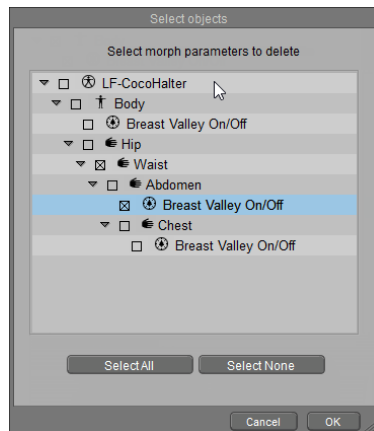 Select objects
Select morph parameters to delete
LF-CocoHalter
Body
Breast Valley On/Off
Hip
Waist
Abdomen
Breast Valley On/Off
Chest
Breast Valley On/Off
Select All Select None
Cancel OK